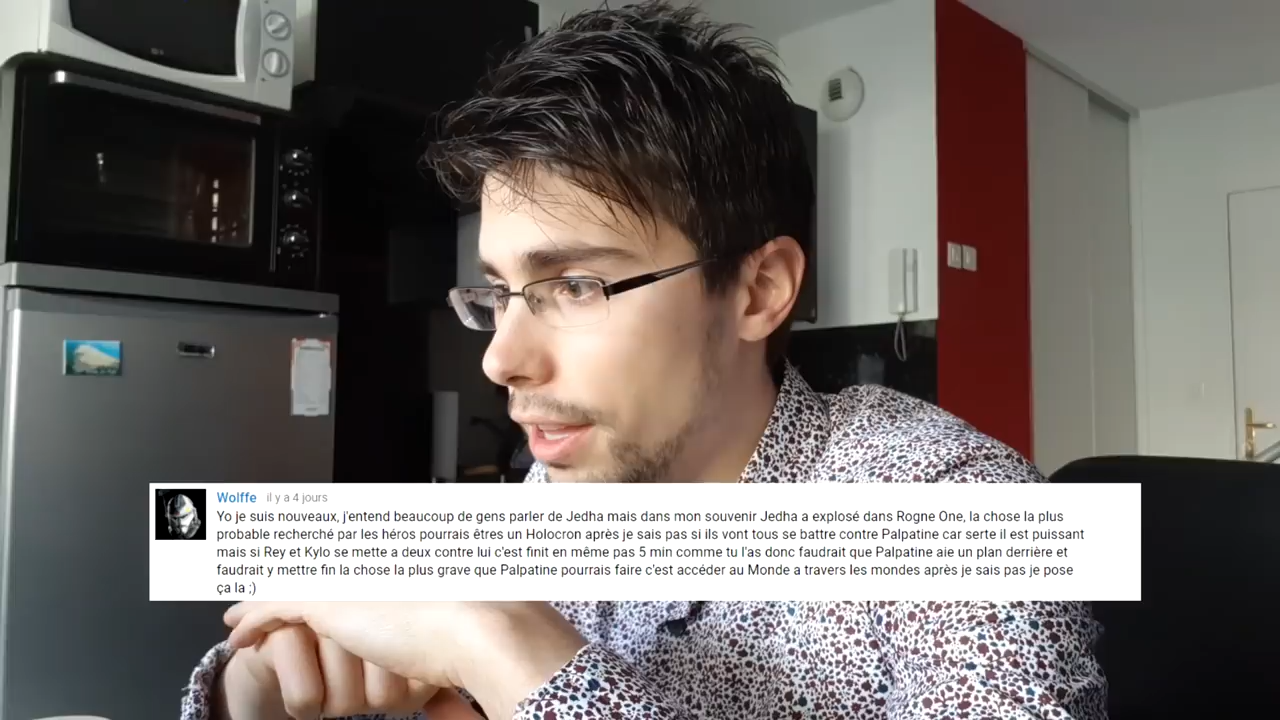 Wolffe il y a 4 jours
Yo je suis nouveaux, j'entend beaucoup de gens parler de Jedha mais dans mon souvenir Jedha a explosé dans Rogne One, la chose la plus
probable recherché par les héros pourrais êtres un Holocron après je sais pas si ils vont tous se battre contre Palpatine car serte il est puissant
mais si Rey et Kylo se mette a deux contre lui c'est finit en même pas 5 min comme tu l'as donc faudrait que Palpatine aie un plan derrière et
faudrait y mettre fin la chose la plus grave que Palpatine pourrais faire c'est accéder au Monde a travers les mondes après je sais pas je pose
ça la ;)